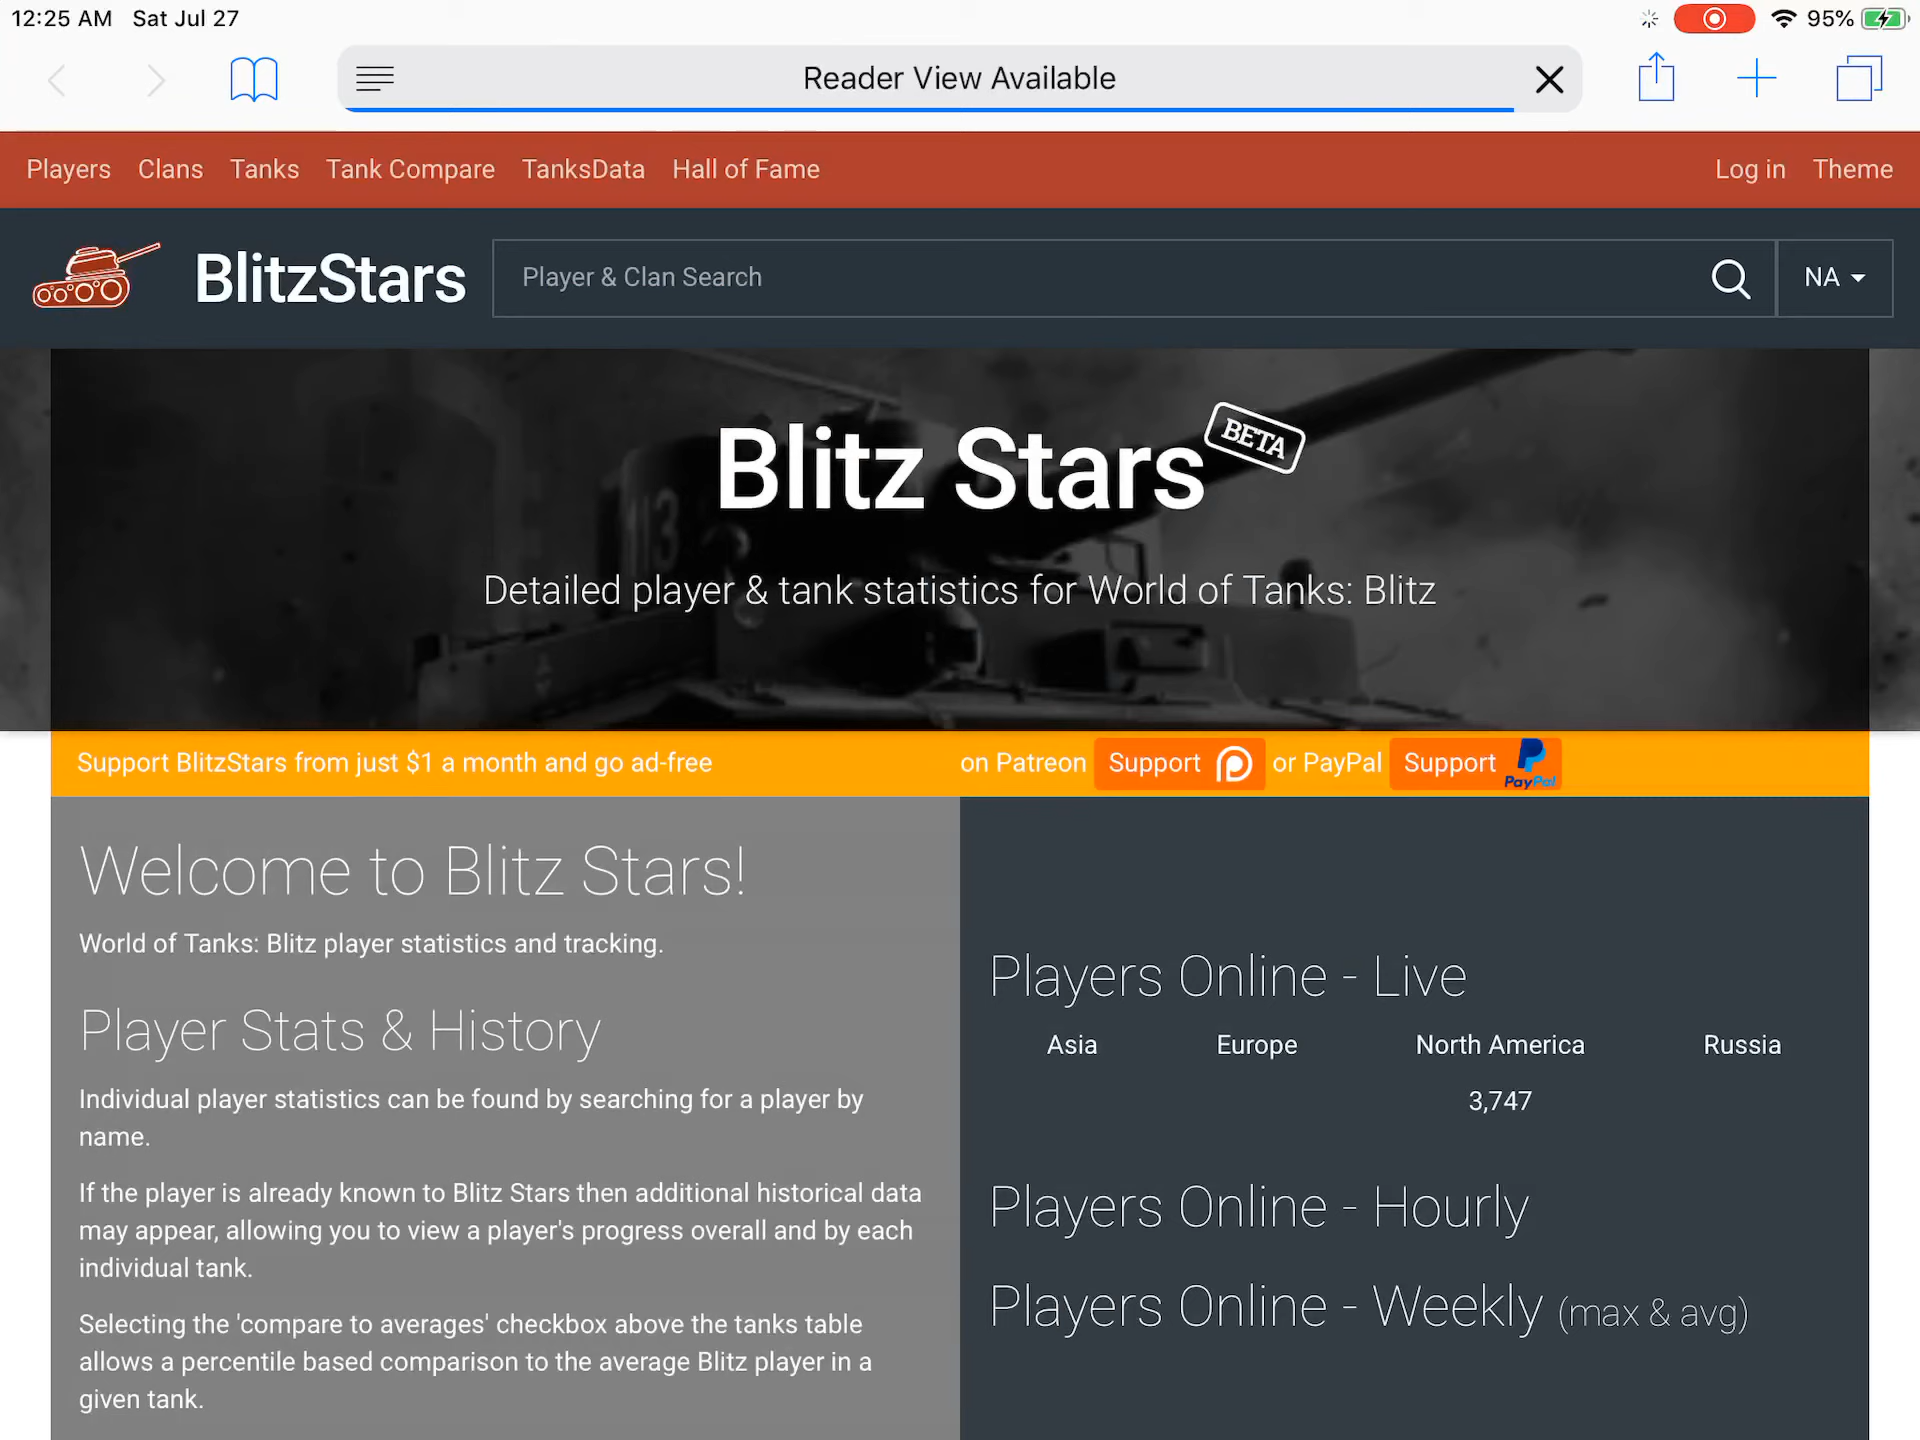 12:25 AM Sat Jul 27
95%
Reader View Available
Players Clans Tanks Tank Compare TanksData Hall of Fame Log in Theme
BlitzStars
Player & Clan Search
NA
Blitz Stars
BETA
113
Detailed player & tank statistics for World of Tanks: Blitz
Support BlitzStars from just $1 a month and go ad-free on Patreon Support or PayPal Support PayPal
Welcome to Blitz Stars!
World of Tanks: Blitz player statistics and tracking.
Player Stats & History
Individual player statistics can be found by searching for a player by
name.
If the player is already known to Blitz Stars then additional historical data
may appear, allowing you to view a player's progress overall and by each
individual tank.
Selecting the 'compare to averages' checkbox above the tanks table
allows a percentile based comparison to the average Blitz player in a
given tank.
Players Online - Live
Asia Europe North America Russia
3,747
Players Online - Hourly
Players Online - Weekly (max & avg)